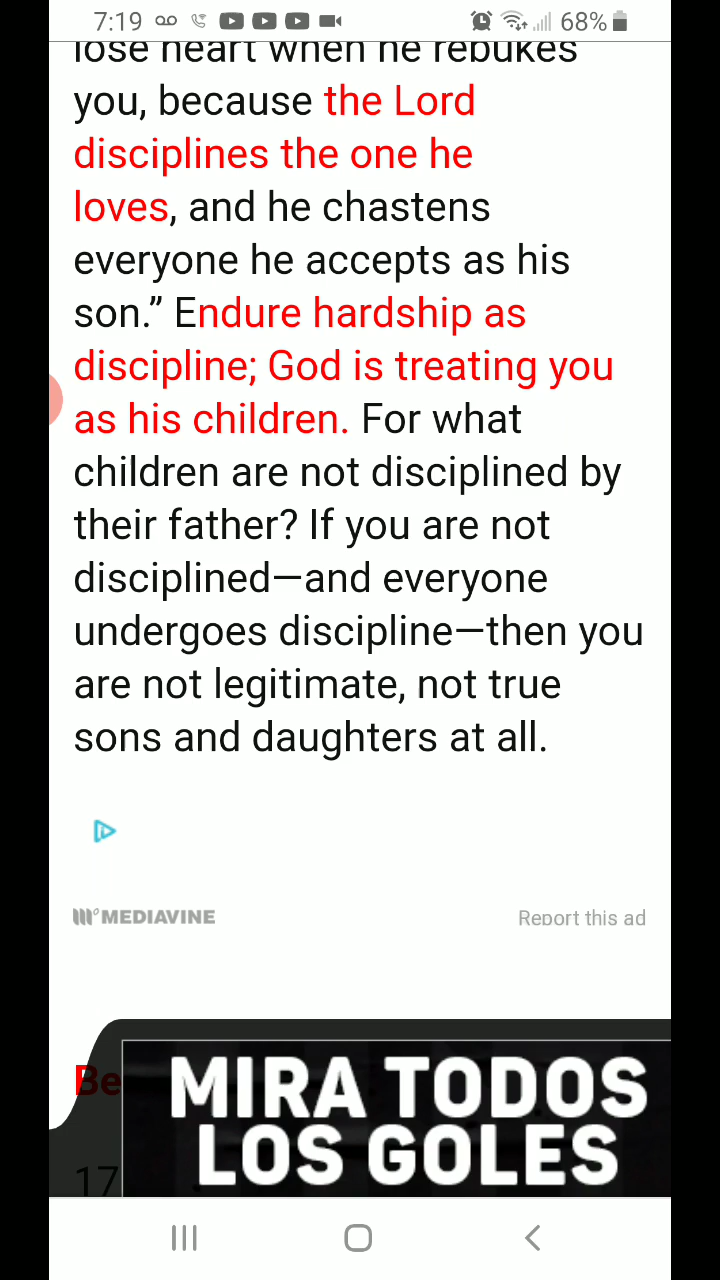 7:19 68%
lose heart when he rebukes
you, because the Lord
disciplines the one he
loves, and he chastens
everyone he accepts as his
son.” Endure hardship as
discipline; God is treating you
as his children. For what
children are not disciplined by
their father? If you are not
disciplined—and everyone
undergoes discipline—then you
are not legitimate, not true
sons and daughters at all.
MEDIAVINE Report this ad
Be
MIRA TODOS
LOS GOLES
17